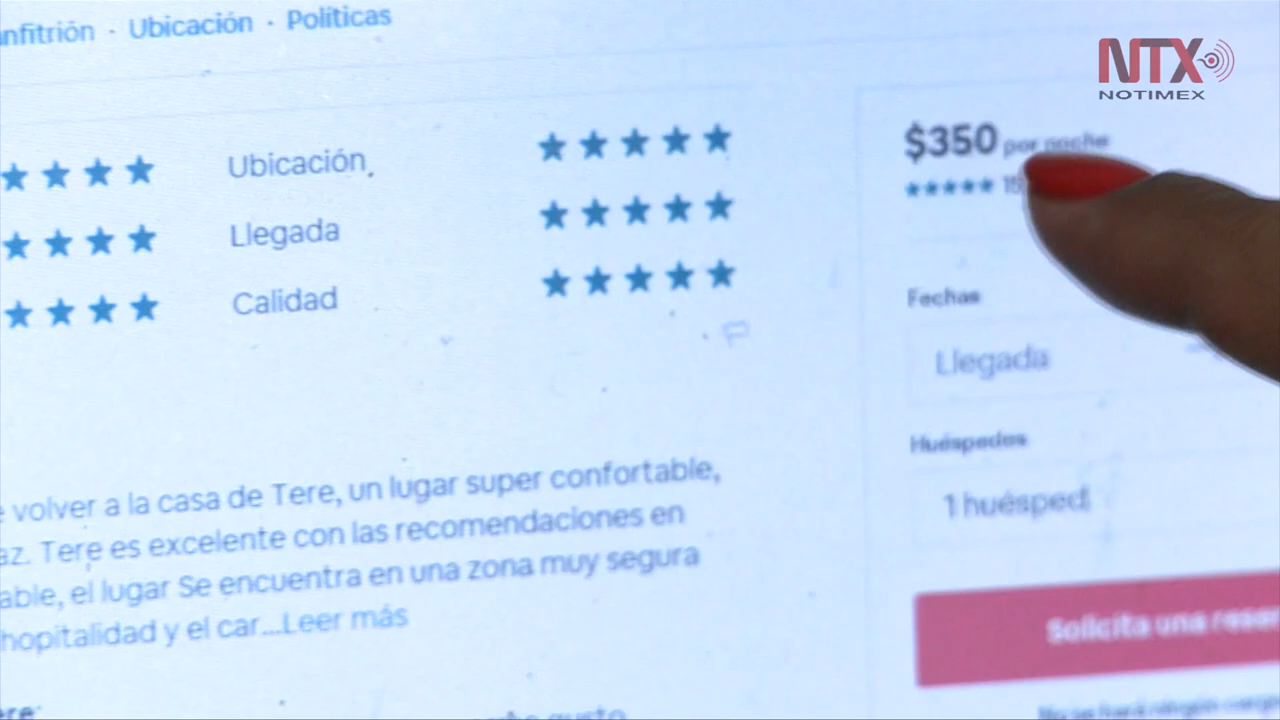 nfitrión · Ubicación · Políticas
NTX
NOTIMEX
Ubicación
Llegada
Calidad
$350 por noche
Fechas
Llegada
Huéspedes
1 huésped
Solicita una
volver a la casa de Tere, un lugar super confortable,
az. Tere es excelente con las recomendaciones en
able, el lugar Se encuentra en una zona muy segura
hopitalidad y el car...Leer más